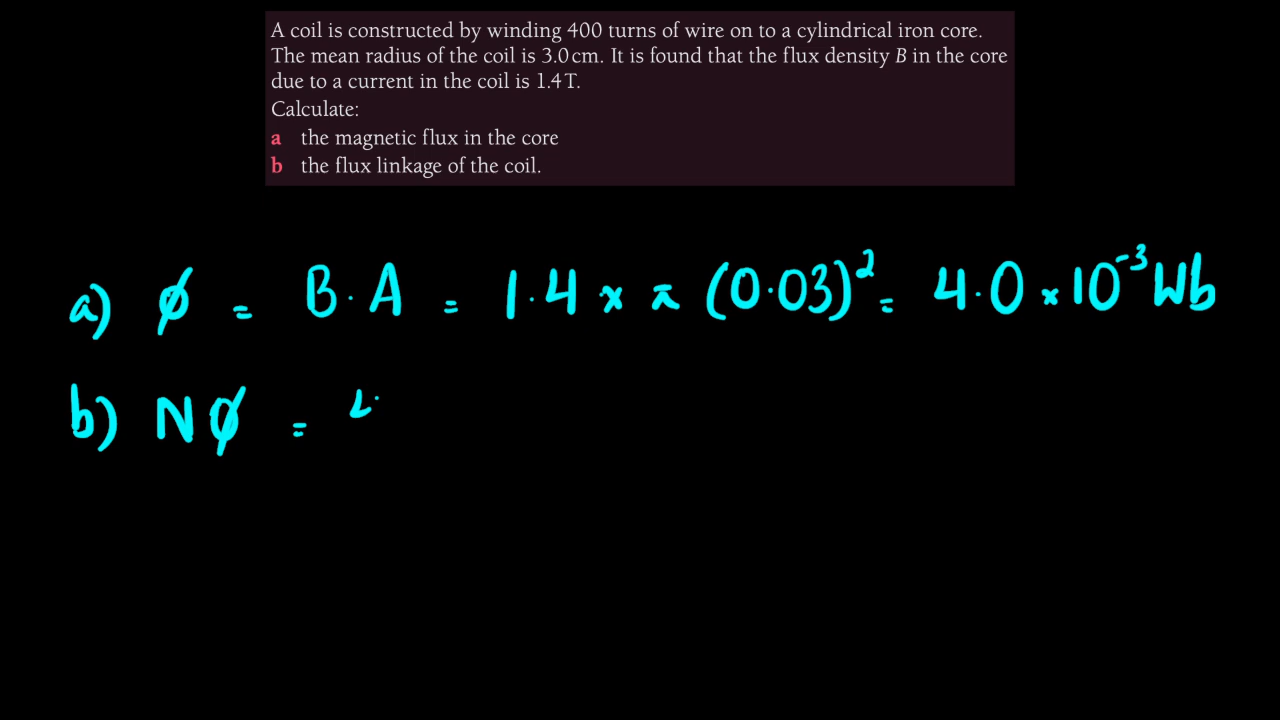 A coil is constructed by winding 400 turns of wire on to a cylindrical iron core.
The mean radius of the coil is 3.0 cm. It is found that the flux density B in the core
due to a current in the coil is 1.4 T.
Calculate:
a the magnetic flux in the core
b the flux linkage of the coil.
a) ϕ = B·A = 1.4 × π (0.03)² = 4.0 × 10⁻³ Wb
b) Nϕ =